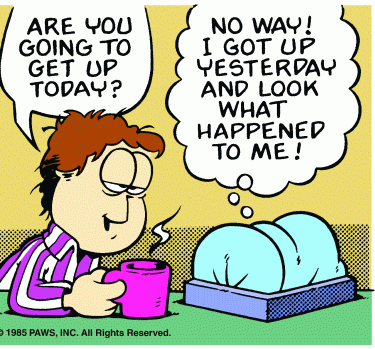 ARE YOU
GOING TO
GET UP
TODAY?
NO WAY!
I GOT UP
YESTERDAY
AND LOOK
WHAT
HAPPENED
TO ME!
© 1985 PAWS, INC. All Rights Reserved.